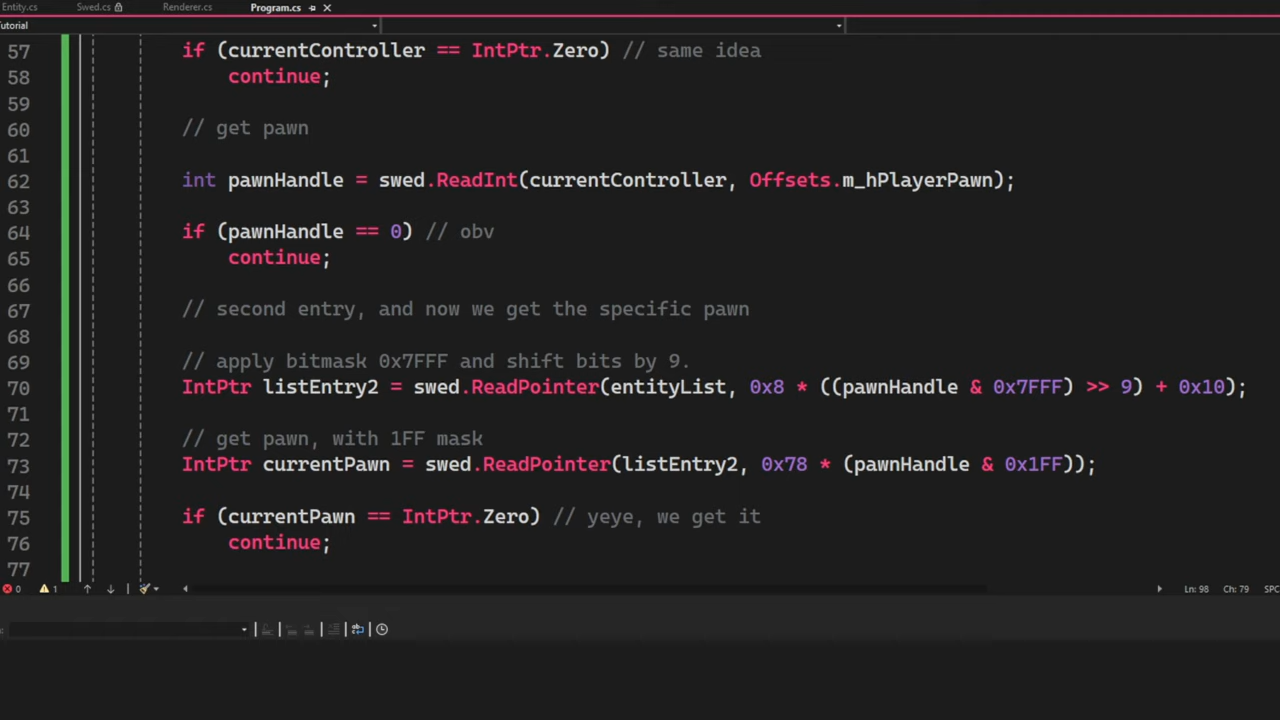 Entity.cs Swed.cs Renderer.cs Program.cs
utorial
57 if (currentController == IntPtr.Zero) // same idea
58 continue;
59
60 // get pawn
61
62 int pawnHandle = swed.ReadInt(currentController, Offsets.m_hPlayerPawn);
63
64 if (pawnHandle == 0) // obv
65 continue;
66
67 // second entry, and now we get the specific pawn
68
69 // apply bitmask 0x7FFF and shift bits by 9.
70 IntPtr listEntry2 = swed.ReadPointer(entityList, 0x8 * ((pawnHandle & 0x7FFF) >> 9) + 0x10);
71
72 // get pawn, with 1FF mask
73 IntPtr currentPawn = swed.ReadPointer(listEntry2, 0x78 * (pawnHandle & 0x1FF));
74
75 if (currentPawn == IntPtr.Zero) // yeye, we get it
76 continue;
77
0 1 Ln: 98 Ch: 79 SPC